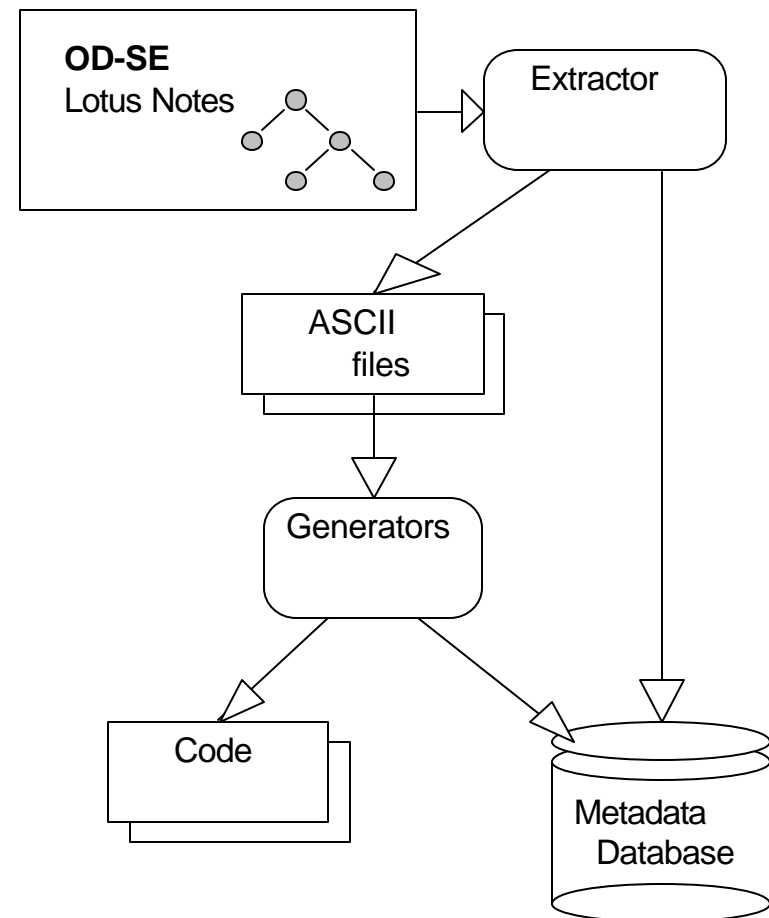 OD-SE
Lotus Notes
Extractor
ASCII
files
Generators
Code
Metadata
Database